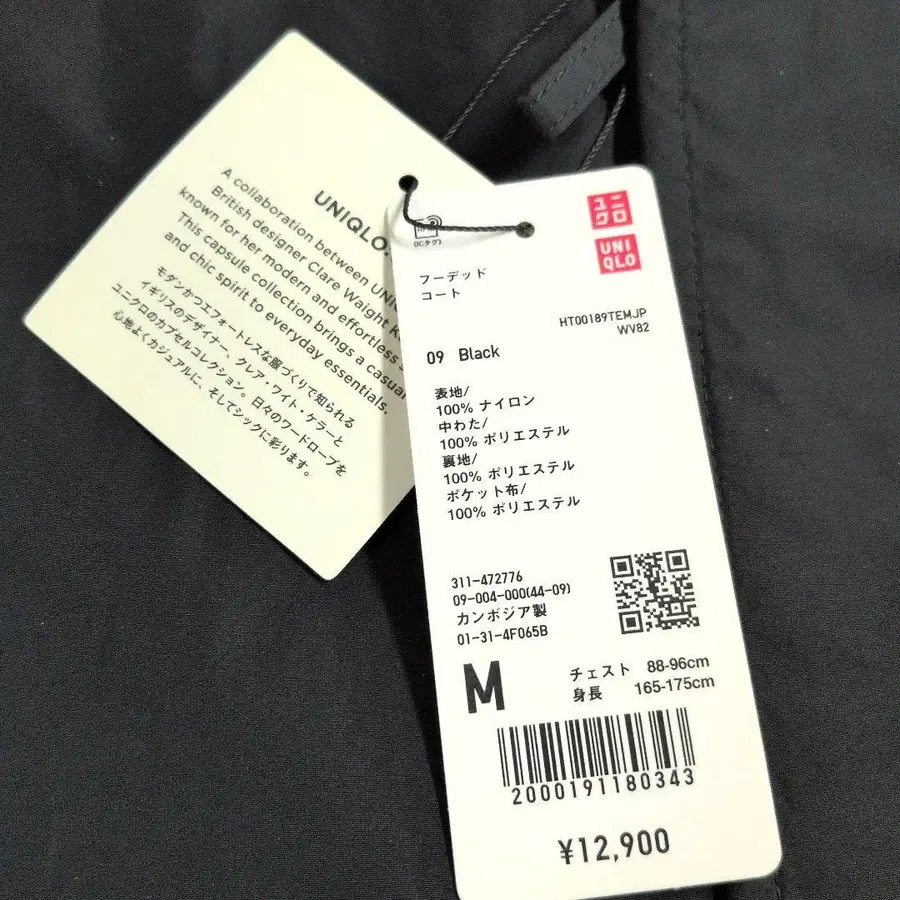 UNIQLO:
A collaboration between UNI
British designer Clare Waight K
known for her modern and effortless s
This capsule collection brings a casua
and chic spirit to everyday essentials.
モダンかつエフォートレスな服づくりで知られる
イギリスのデザイナー、クレア・ワイト・ケラーと
ユニクロのカプセルコレクション。日々のワードローブを
心地よくカジュアルに、そしてシックに彩ります。
(ICタグ)
ユニ
クロ
UNI
QLO
フーデッド
コート
HT00189TEMJP
WV82
09 Black
表地/
100% ナイロン
中わた/
100% ポリエステル
裏地/
100% ポリエステル
ポケット布/
100% ポリエステル
311-472776
09-004-000(44-09)
カンボジア製
01-31-4F065B
M
チェスト 88-96cm
身長 165-175cm
2000191180343
¥12,900